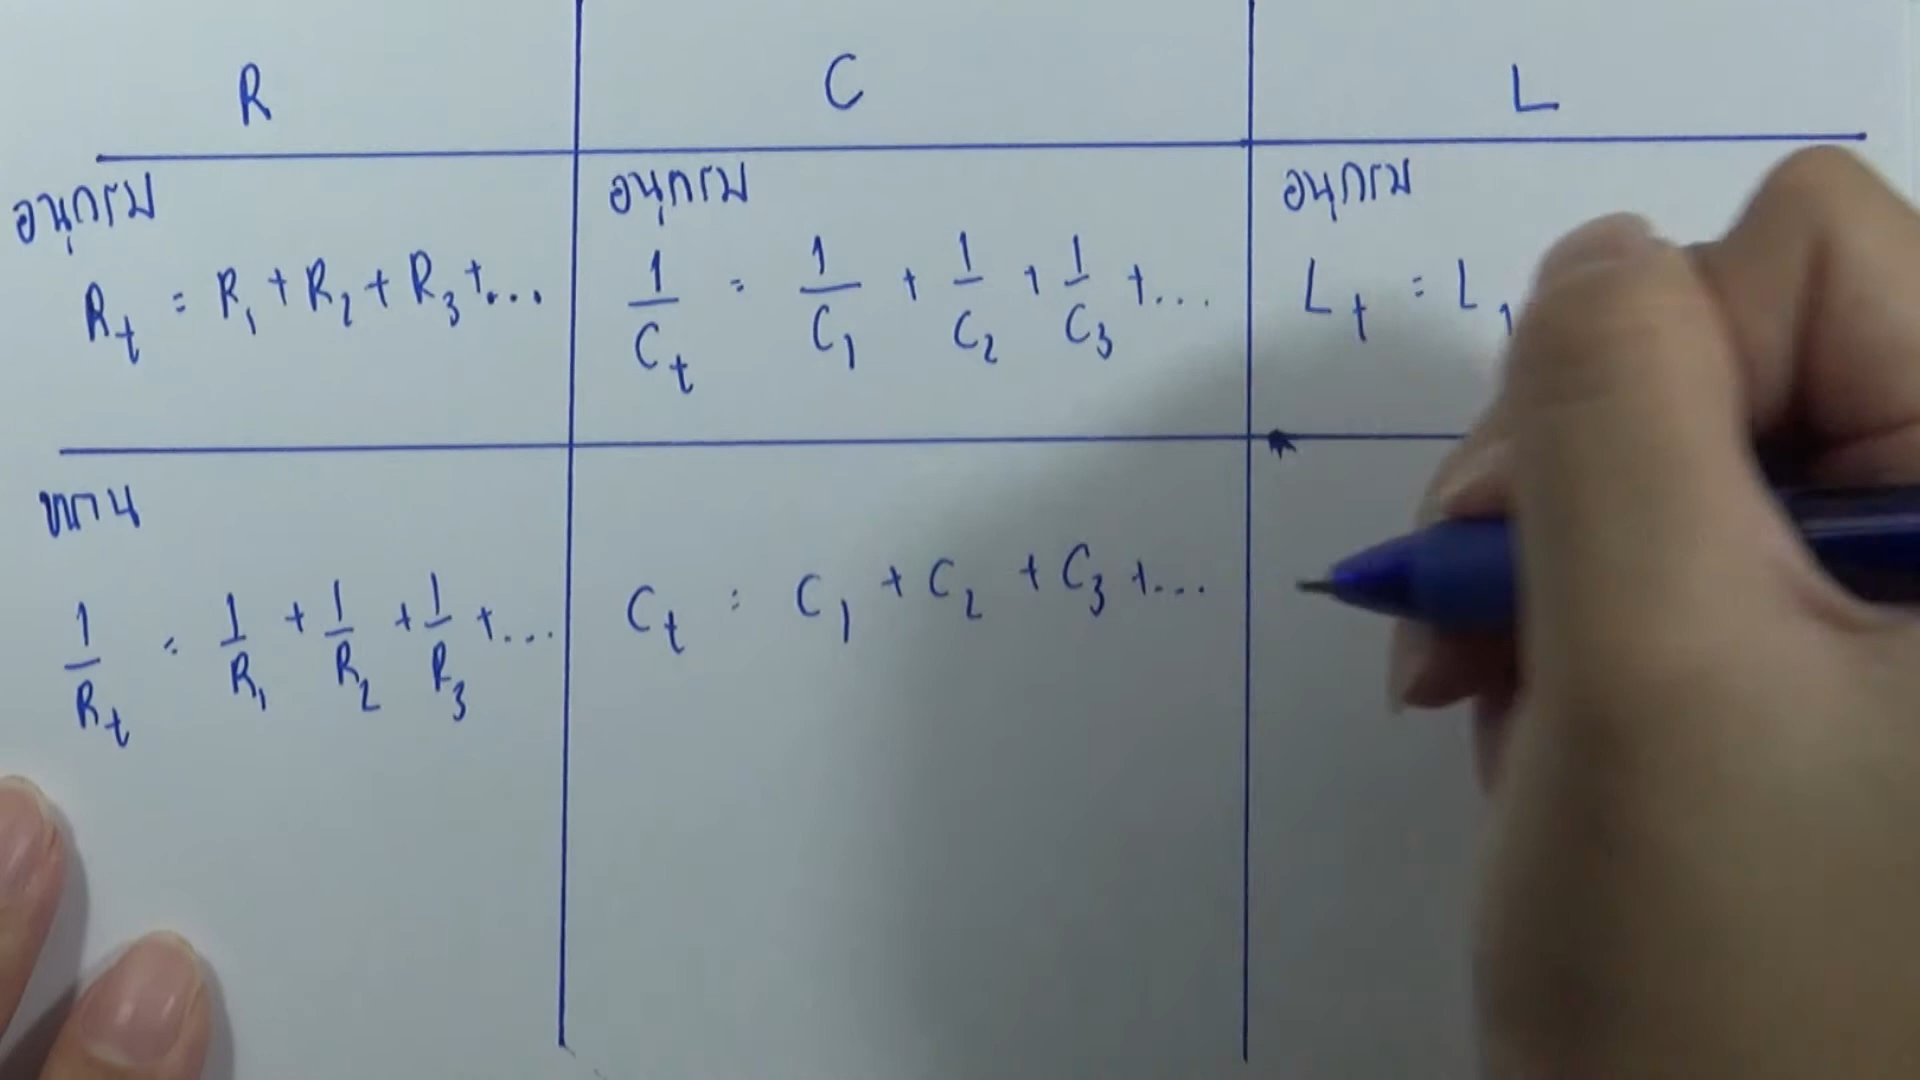 R C L
อนุกรม อนุกรม อนุกรม
Rt = R1 + R2 + R3 + ... 1/Ct = 1/C1 + 1/C2 + 1/C3 + ... Lt = L1
ขนาน
1/Rt = 1/R1 + 1/R2 + 1/R3 + ... Ct = C1 + C2 + C3 + ...